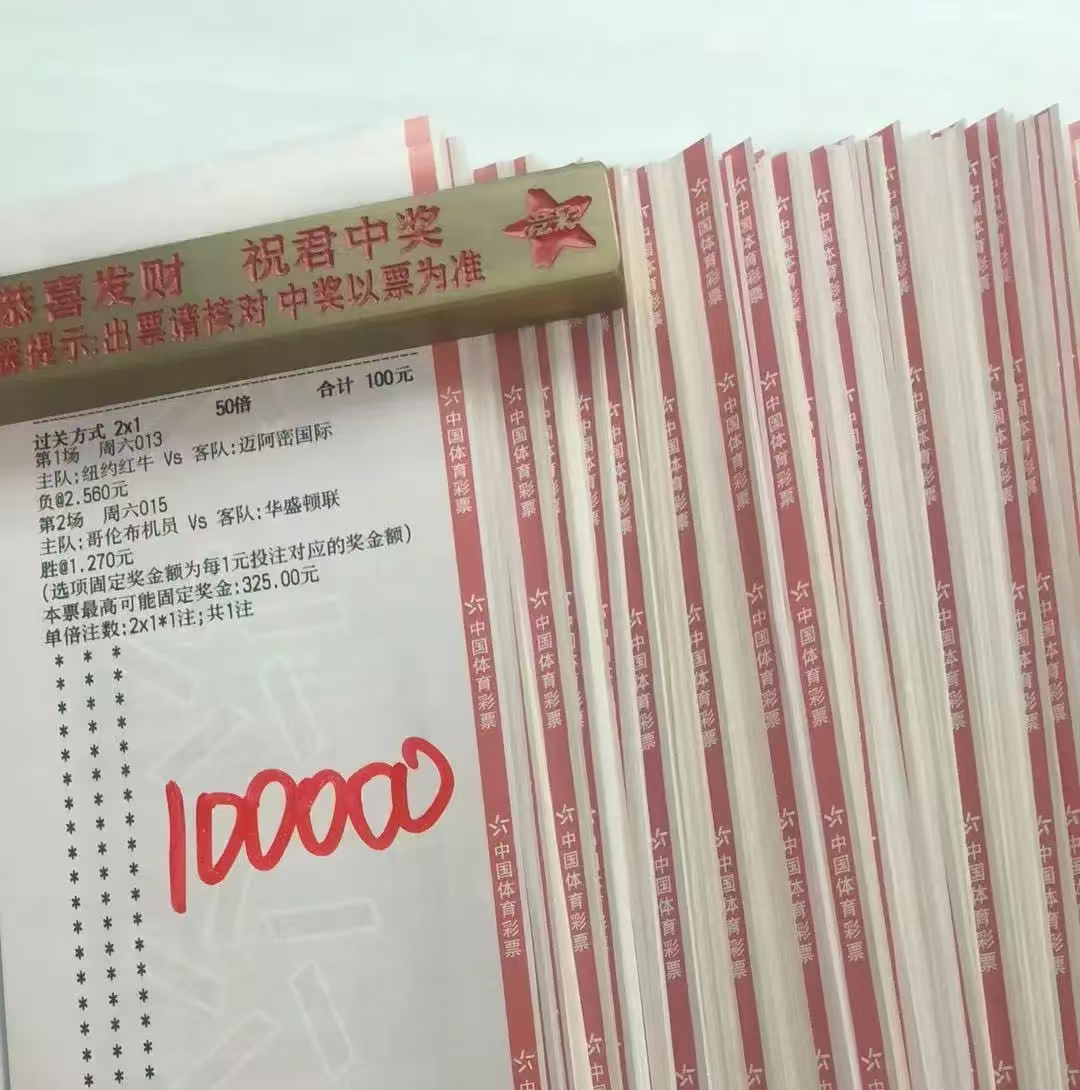 恭喜发财 祝君中奖
提示:出票请核对 中奖以票为准
过关方式 2x1 50倍 合计 100元
第1场 周六013
主队:纽约红牛 Vs 客队:迈阿密国际
负@2.560元
第2场 周六015
主队:哥伦布机员 Vs 客队:华盛顿联
胜@1.270元
(选项固定奖金额为每1元投注对应的奖金额)
本票最高可能固定奖金:325.00元
单倍注数:2x1*1注;共1注
100000
中国体育彩票